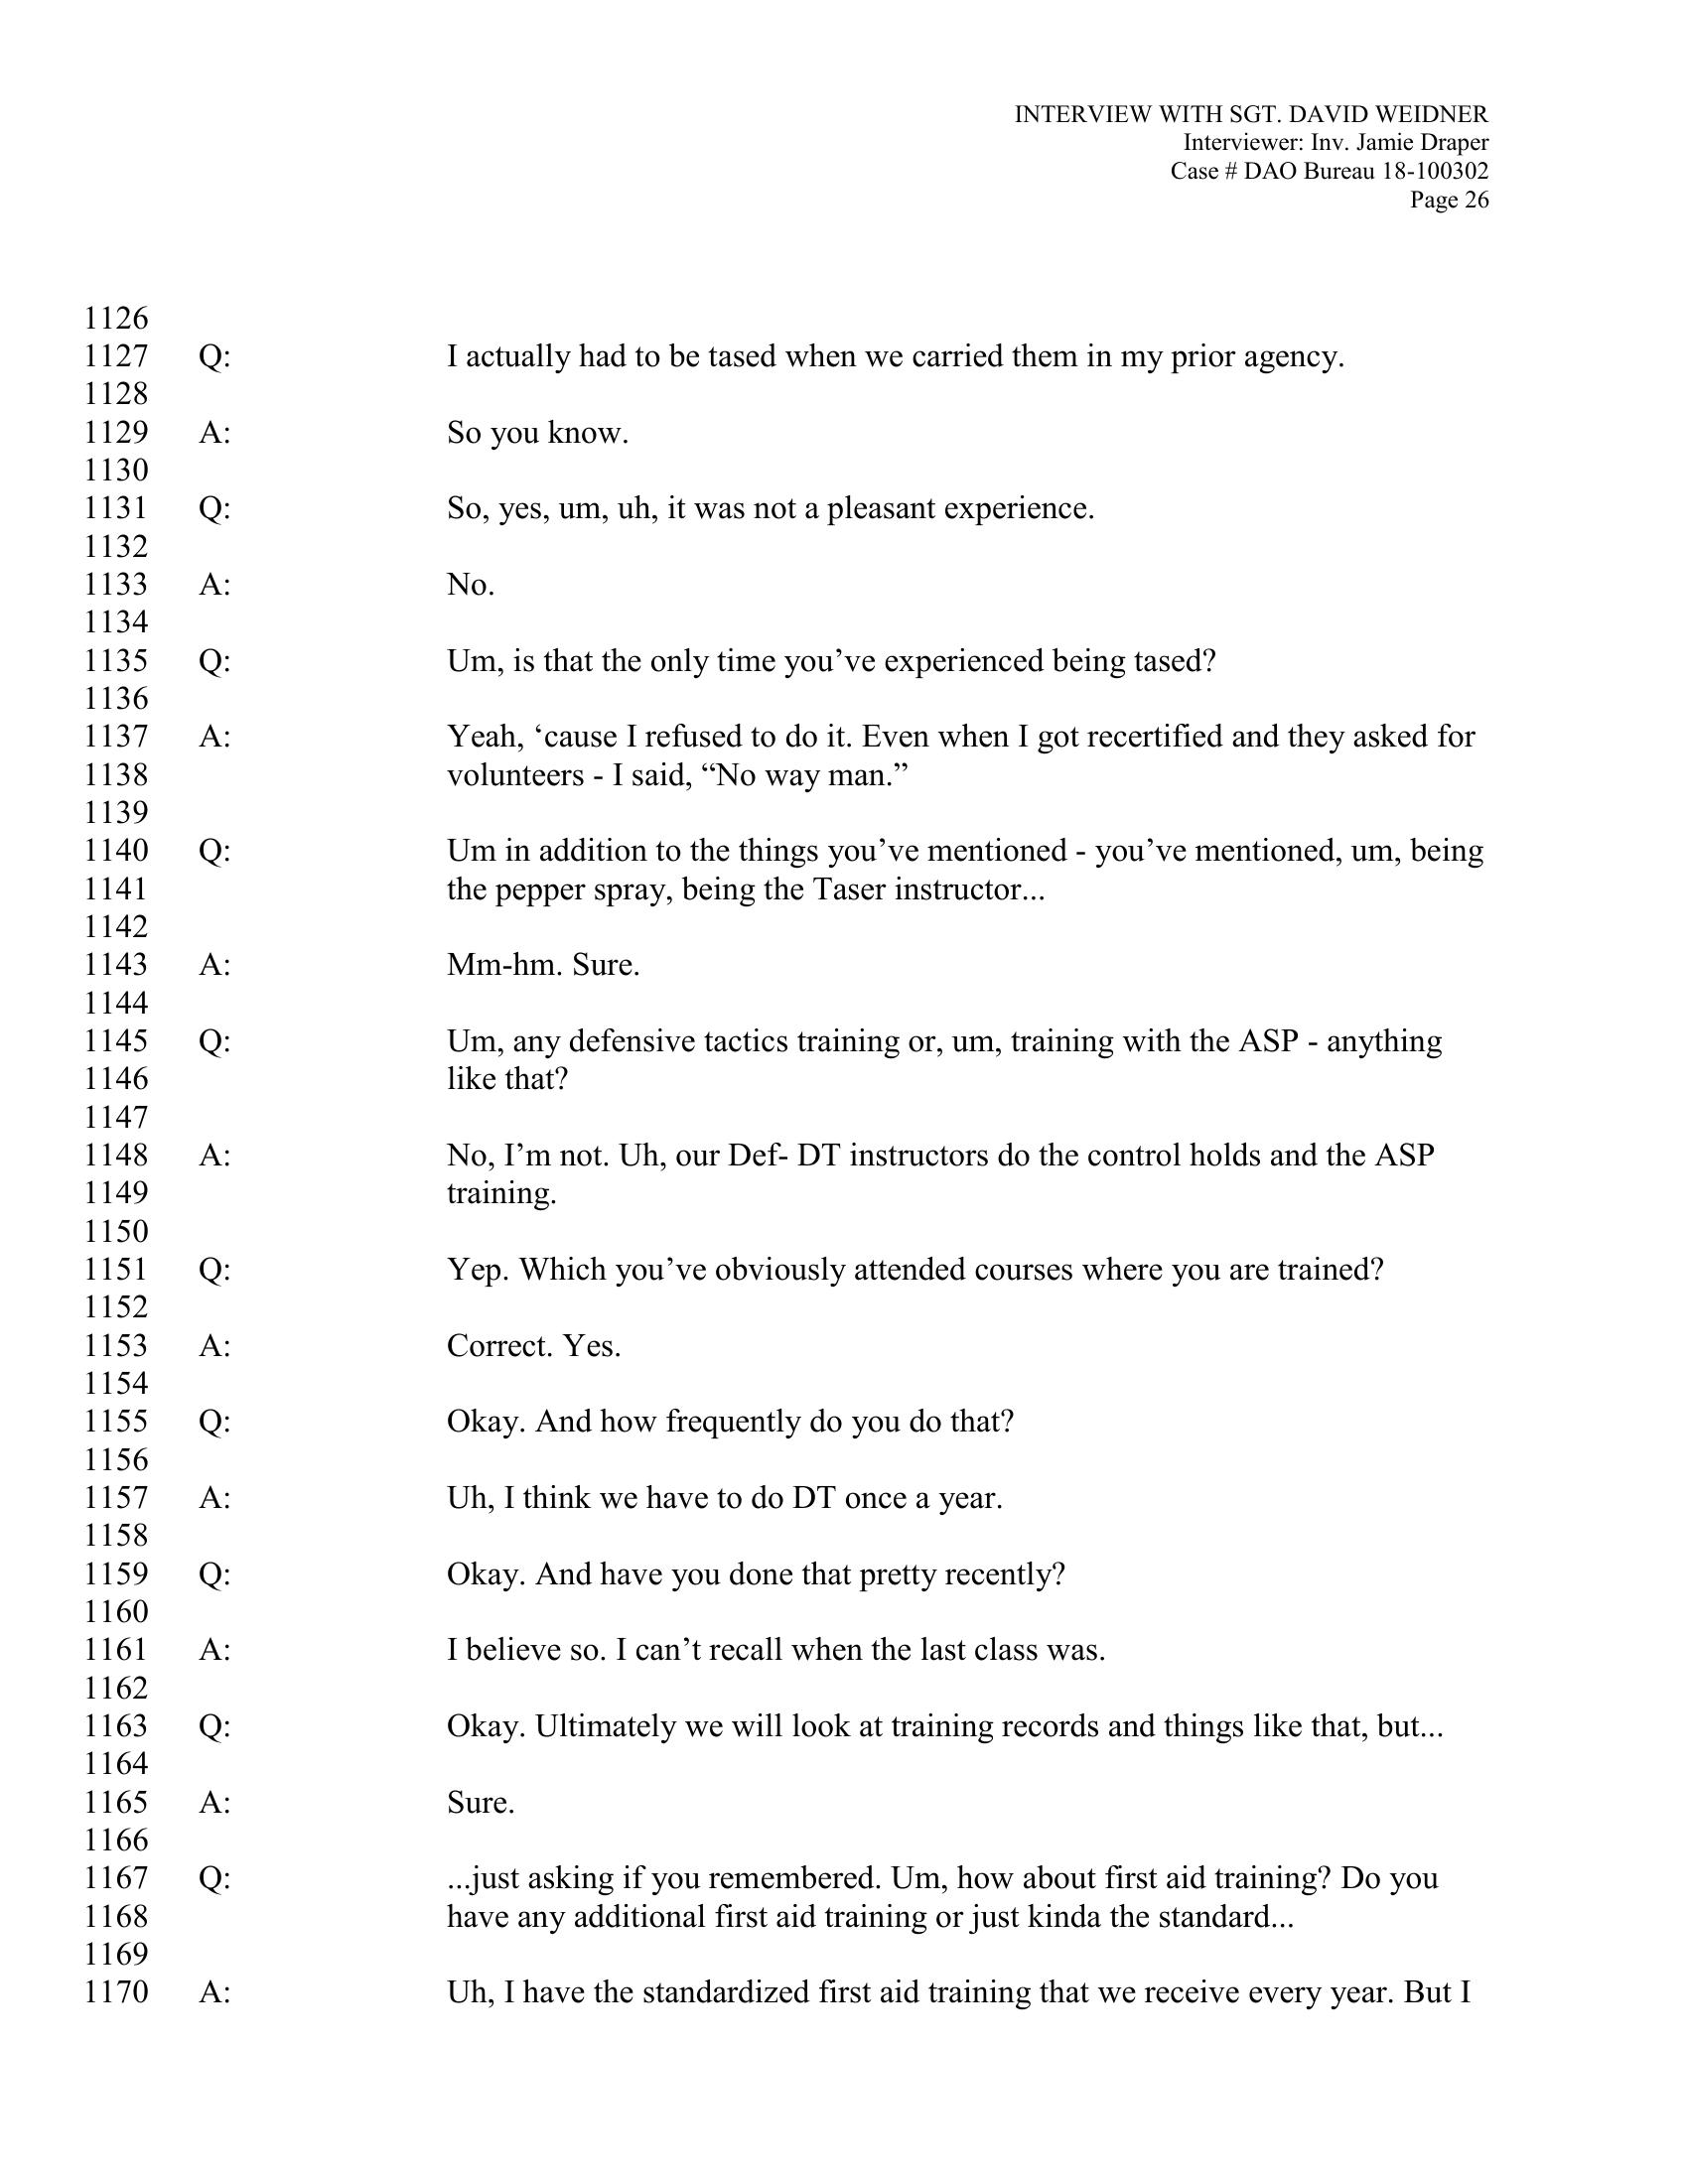 INTERVIEW WITH SGT. DAVID WEIDNER
Interviewer: Inv. Jamie Draper
Case # DAO Bureau 18-100302
Page 26
1126
1127 Q: I actually had to be tased when we carried them in my prior agency.
1128
1129 A: So you know.
1130
1131 Q: So, yes, um, uh, it was not a pleasant experience.
1132
1133 A: No.
1134
1135 Q: Um, is that the only time you’ve experienced being tased?
1136
1137 A: Yeah, ‘cause I refused to do it. Even when I got recertified and they asked for
1138 volunteers - I said, “No way man.”
1139
1140 Q: Um in addition to the things you’ve mentioned - you’ve mentioned, um, being
1141 the pepper spray, being the Taser instructor...
1142
1143 A: Mm-hm. Sure.
1144
1145 Q: Um, any defensive tactics training or, um, training with the ASP - anything
1146 like that?
1147
1148 A: No, I’m not. Uh, our Def- DT instructors do the control holds and the ASP
1149 training.
1150
1151 Q: Yep. Which you’ve obviously attended courses where you are trained?
1152
1153 A: Correct. Yes.
1154
1155 Q: Okay. And how frequently do you do that?
1156
1157 A: Uh, I think we have to do DT once a year.
1158
1159 Q: Okay. And have you done that pretty recently?
1160
1161 A: I believe so. I can’t recall when the last class was.
1162
1163 Q: Okay. Ultimately we will look at training records and things like that, but...
1164
1165 A: Sure.
1166
1167 Q: ...just asking if you remembered. Um, how about first aid training? Do you
1168 have any additional first aid training or just kinda the standard...
1169
1170 A: Uh, I have the standardized first aid training that we receive every year. But I